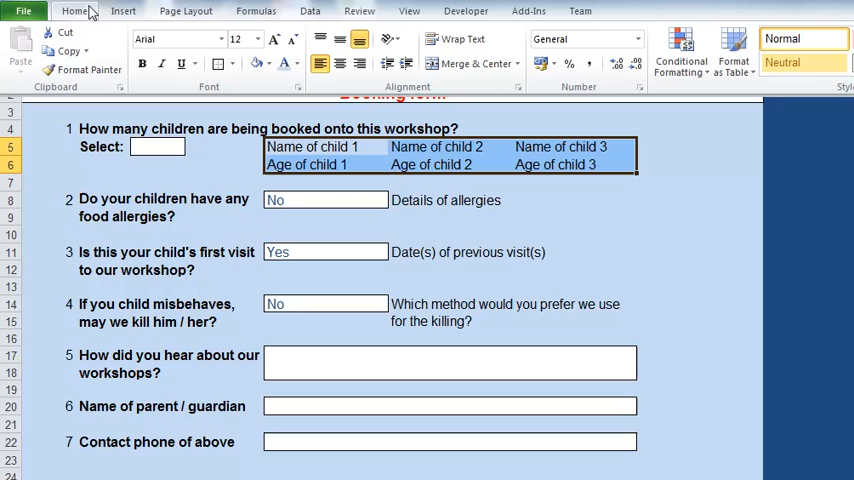 File Home Insert Page Layout Formulas Data Review View Developer Add-Ins Team
Cut
Copy
Format Painter
Paste
Clipboard
Arial 12
B I U
Font
Wrap Text
Merge & Center
Alignment
General
% ,
Number
Conditional Formatting
Format as Table
Normal
Neutral
3
4 1 How many children are being booked onto this workshop?
5 Select: Name of child 1 Name of child 2 Name of child 3
6 Age of child 1 Age of child 2 Age of child 3
7
8 2 Do your children have any No Details of allergies
9 food allergies?
10
11 3 Is this your child's first visit Yes Date(s) of previous visit(s)
12 to our workshop?
13
14 4 If you child misbehaves, No Which method would you prefer we use
15 may we kill him / her? for the killing?
16
17 5 How did you hear about our
18 workshops?
19
20 6 Name of parent / guardian
21
22 7 Contact phone of above
23
24